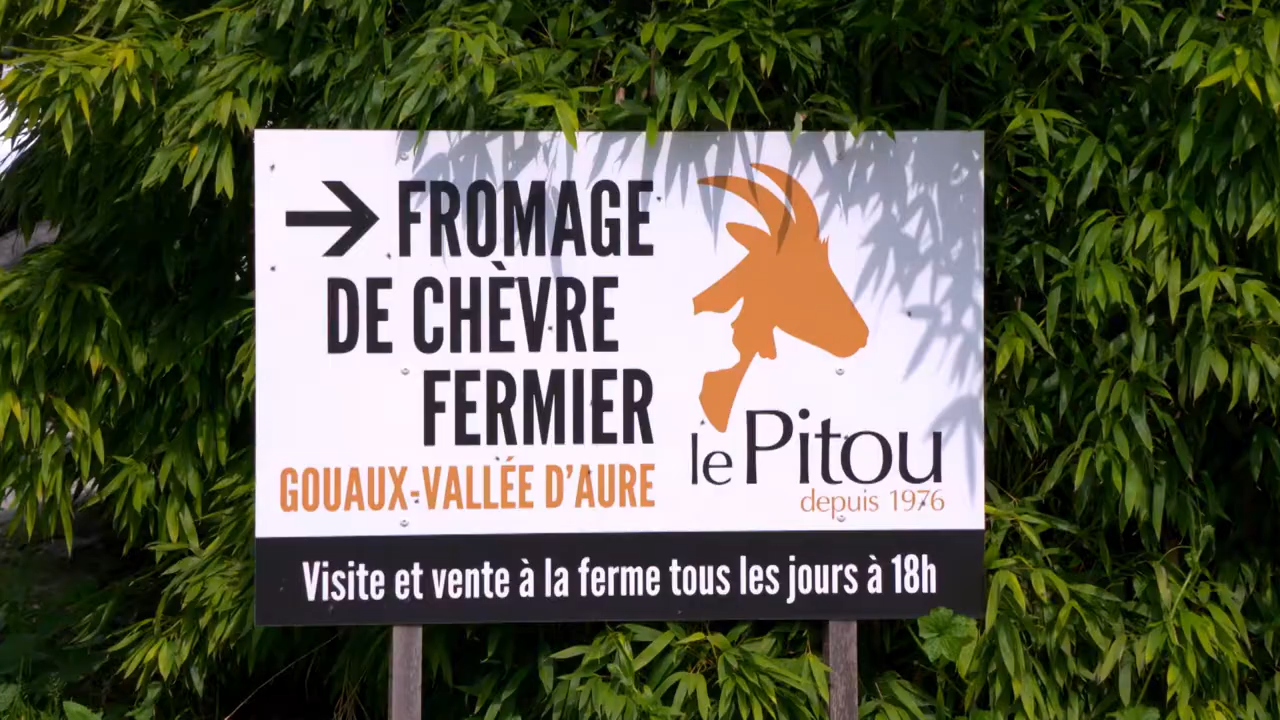 FROMAGE
DE CHÈVRE
FERMIER
GOUAUX-VALLÉE D'AURE
le Pitou
depuis 1976
Visite et vente à la ferme tous les jours à 18h